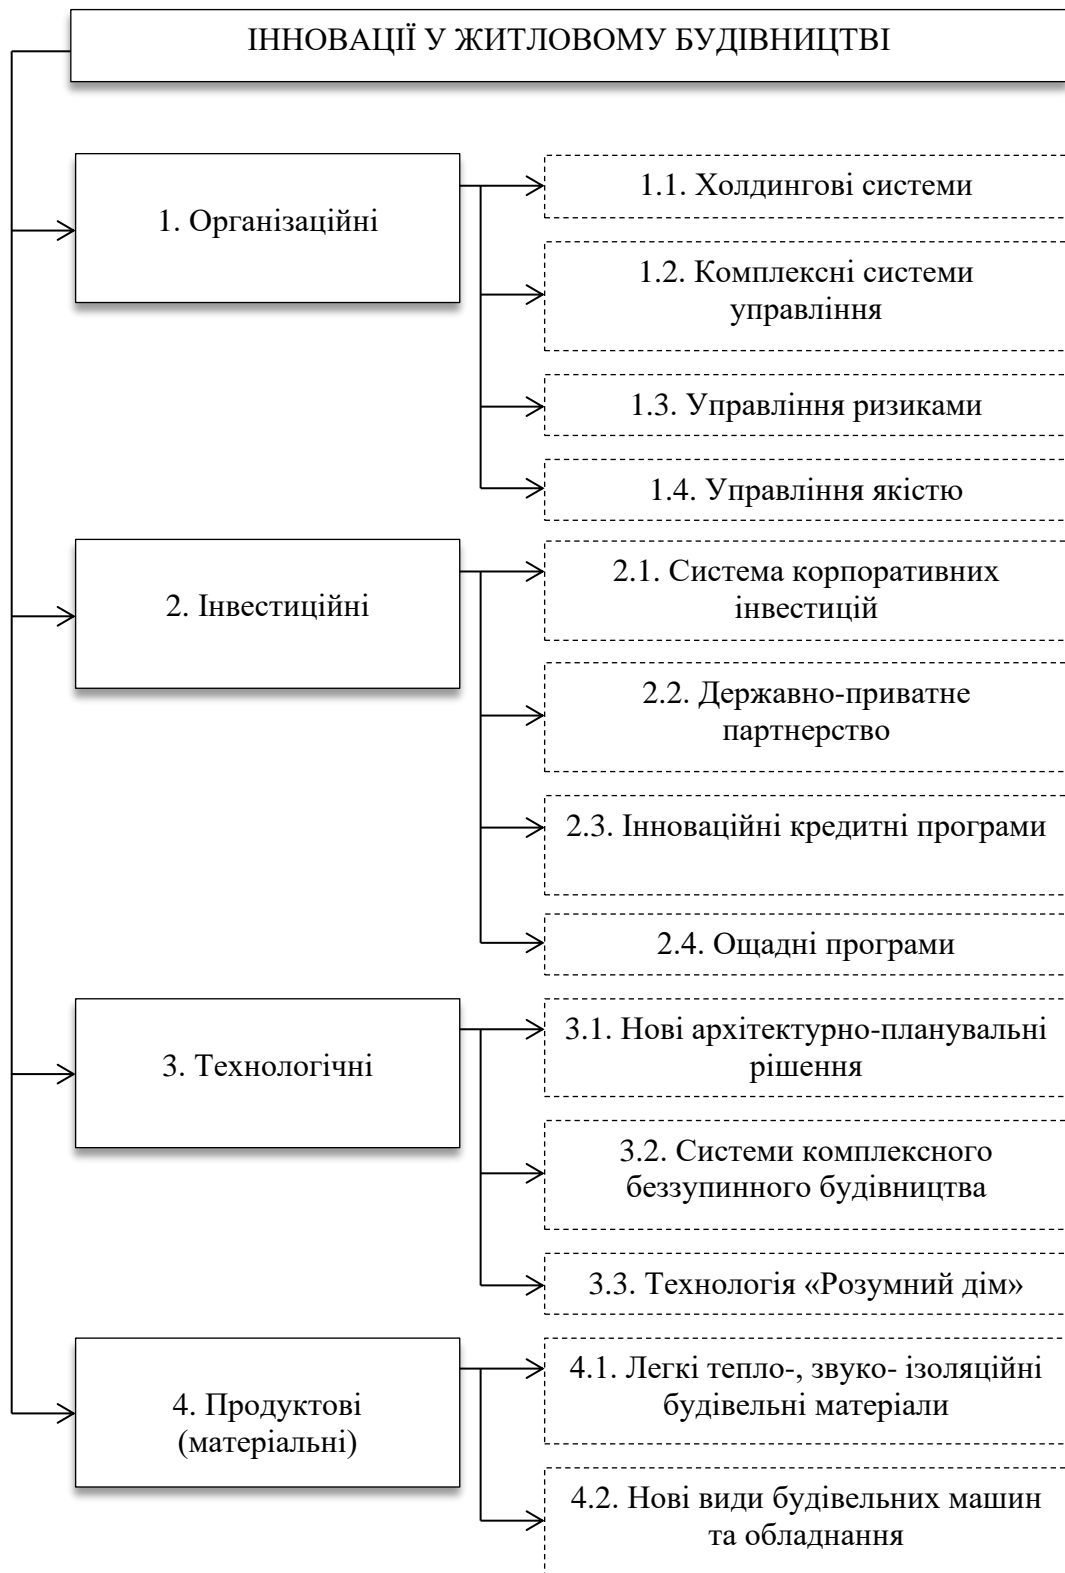 ІННОВАЦІЇ У ЖИТЛОВОМУ БУДІВНИЦТВІ
1. Організаційні
1.1. Холдингові системи
1.2. Комплексні системи
управління
1.3. Управління ризиками
1.4. Управління якістю
2. Інвестиційні
2.1. Система корпоративних
інвестицій
2.2. Державно-приватне
партнерство
2.3. Інноваційні кредитні програми
2.4. Ощадні програми
3. Технологічні
3.1. Нові архітектурно-планувальні
рішення
3.2. Системи комплексного
беззупинного будівництва
3.3. Технологія «Розумний дім»
4. Продуктові
(матеріальні)
4.1. Легкі тепло-, звуко- ізоляційні
будівельні матеріали
4.2. Нові види будівельних машин
та обладнання